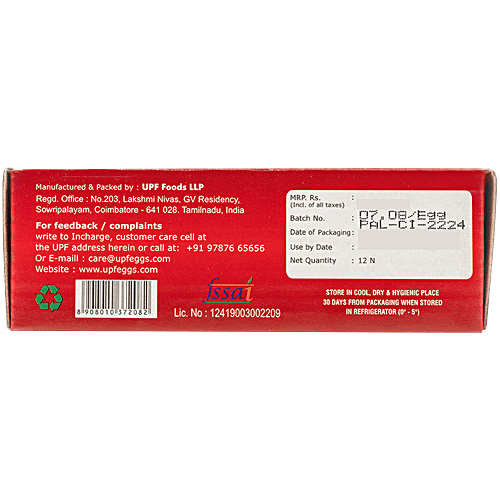 Manufactured & Packed by : UPF Foods LLP
Regd. Office : No.203, Lakshmi Nivas, GV Residency,
Sowripalayam, Coimbatore - 641 028. Tamilnadu, India
For feedback / complaints
write to Incharge, customer care cell at
the UPF address herein or call at: +91 97876 65656
Or E-maill : care@upfeggs.com
Website : www.upfeggs.com
8 908010 372082
fssai
Lic. No : 12419003002209
MRP. Rs. :
(Incl. of all taxes)
07.08/Egg
Batch No. :
PAL-CI-2224
Date of Packaging:
Use by Date :
Net Quantity : 12 N
STORE IN COOL, DRY & HYGIENIC PLACE
30 DAYS FROM PACKAGING WHEN STORED
IN REFRIGERATOR (0° - 5°)